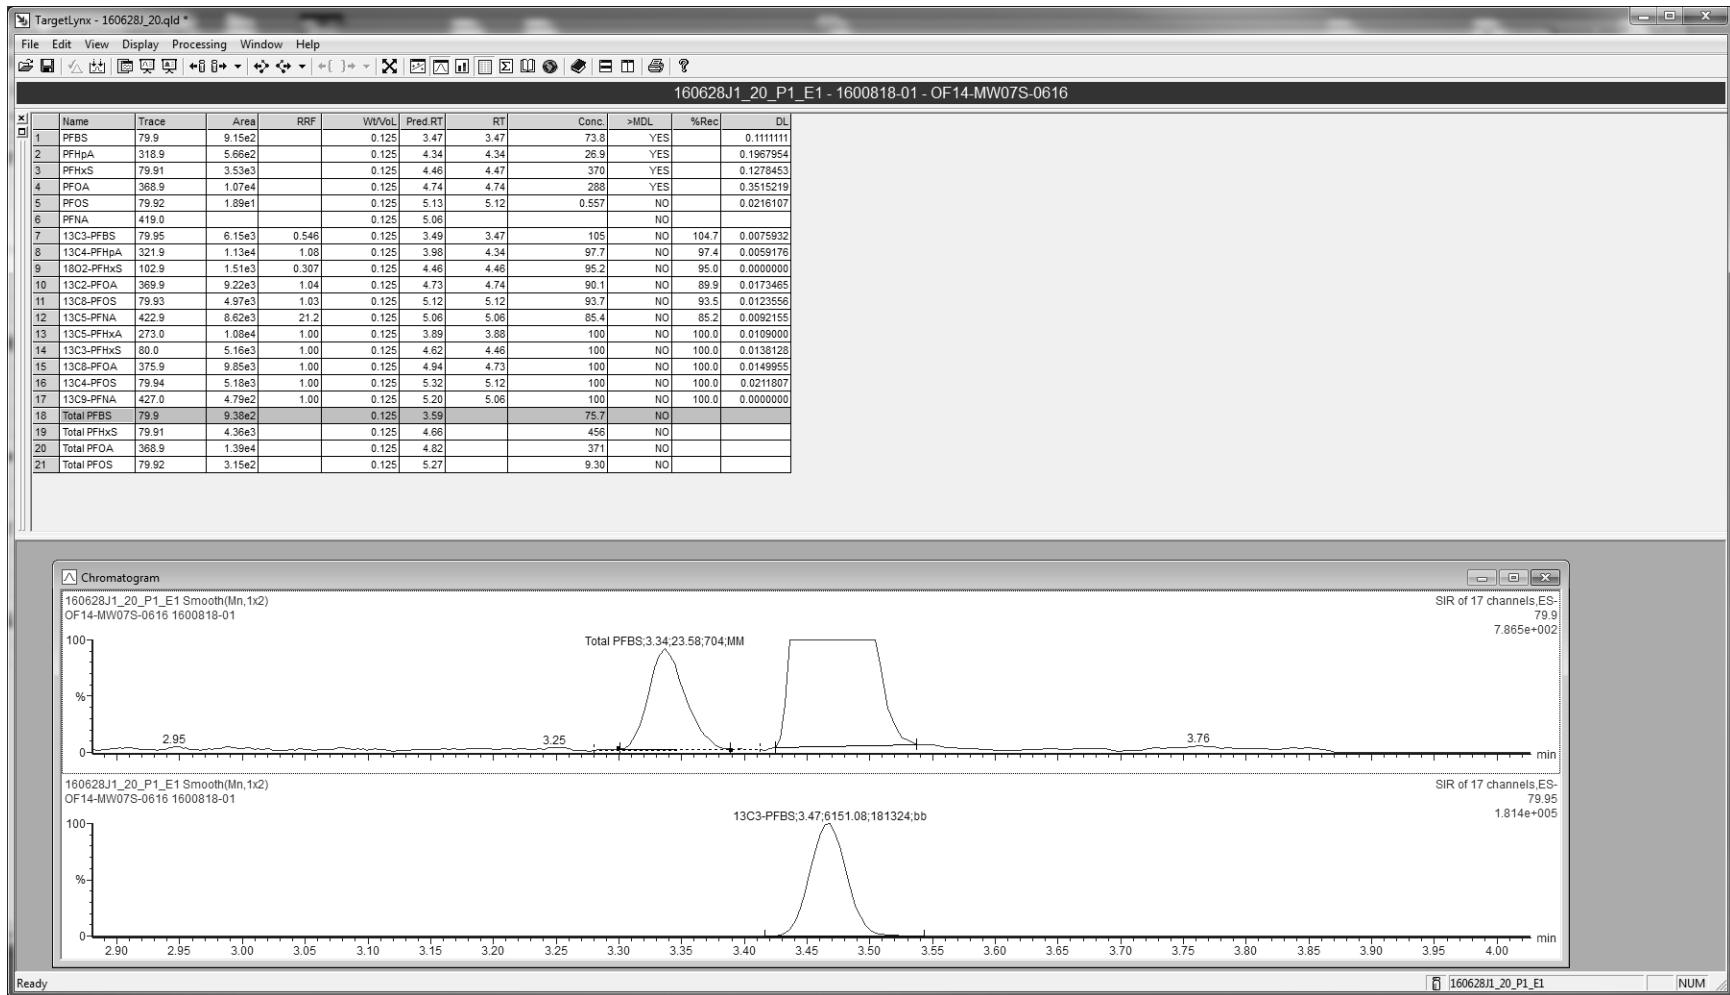 TargetLynx - 160628J_20.qld *
File Edit View Display Processing Window Help
160628J1_20_P1_E1 - 1600818-01 - OF14-MW07S-0616
Name Trace Area RRF Wt/Vol. Pred.RT RT Conc. >MDL %Rec DL
1 PFBS 79.9 9.15e2 0.125 3.47 3.47 73.8 YES 0.1111111
2 PFHpA 318.9 5.66e2 0.125 4.34 4.34 26.9 YES 0.1967954
3 PFHxS 79.91 3.53e3 0.125 4.46 4.47 370 YES 0.1278453
4 PFOA 368.9 1.07e4 0.125 4.74 4.74 288 YES 0.3515219
5 PFOS 79.92 1.89e1 0.125 5.13 5.12 0.557 NO 0.0216107
6 PFNA 419.0 0.125 5.06 NO
7 13C3-PFBS 79.95 6.15e3 0.546 0.125 3.49 3.47 105 NO 104.7 0.0075932
8 13C4-PFHpA 321.9 1.13e4 1.08 0.125 3.98 4.34 97.7 NO 97.4 0.0059176
9 18O2-PFHxS 102.9 1.51e3 0.307 0.125 4.46 4.46 95.2 NO 95.0 0.0000000
10 13C2-PFOA 369.9 9.22e3 1.04 0.125 4.73 4.74 90.1 NO 89.9 0.0173465
11 13C8-PFOS 79.93 4.97e3 1.03 0.125 5.12 5.12 93.7 NO 93.5 0.0123556
12 13C5-PFNA 422.9 8.62e3 21.2 0.125 5.06 5.06 85.4 NO 85.2 0.0092155
13 13C5-PFHxA 273.0 1.08e4 1.00 0.125 3.89 3.88 100 NO 100.0 0.0109000
14 13C3-PFHxS 80.0 5.16e3 1.00 0.125 4.62 4.46 100 NO 100.0 0.0138128
15 13C8-PFOA 375.9 9.85e3 1.00 0.125 4.94 4.73 100 NO 100.0 0.0149955
16 13C4-PFOS 79.94 5.18e3 1.00 0.125 5.32 5.12 100 NO 100.0 0.0211807
17 13C9-PFNA 427.0 4.79e2 1.00 0.125 5.20 5.06 100 NO 100.0 0.0000000
18 Total PFBS 79.9 9.38e2 0.125 3.59 75.7 NO
19 Total PFHxS 79.91 4.36e3 0.125 4.66 456 NO
20 Total PFOA 368.9 1.39e4 0.125 4.82 371 NO
21 Total PFOS 79.92 3.15e2 0.125 5.27 9.30 NO
Chromatogram
160628J1_20_P1_E1 Smooth(Mn,1x2) SIR of 17 channels,ES-
OF14-MW07S-0616 1600818-01 79.9
7.865e+002
100
Total PFBS;3.34;23.58;704;MM
%
2.95 3.25 3.76
0
min
160628J1_20_P1_E1 Smooth(Mn,1x2) SIR of 17 channels,ES-
OF14-MW07S-0616 1600818-01 79.95
1.814e+005
13C3-PFBS;3.47;6151.08;181324;bb
100
%
0
min
2.90 2.95 3.00 3.05 3.10 3.15 3.20 3.25 3.30 3.35 3.40 3.45 3.50 3.55 3.60 3.65 3.70 3.75 3.80 3.85 3.90 3.95 4.00
Ready 160628J1_20_P1_E1 NUM